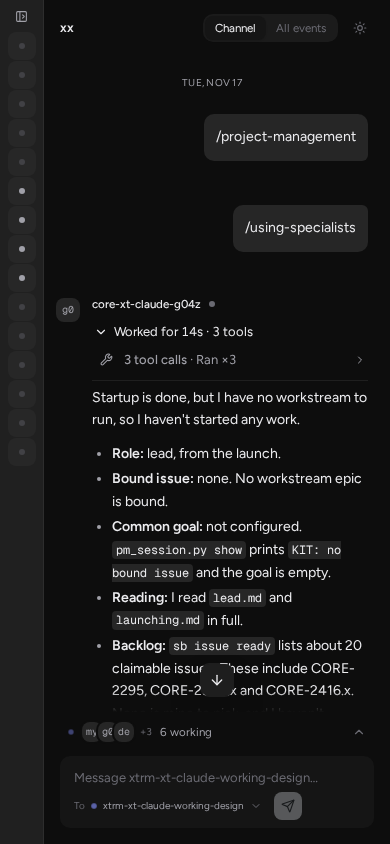 xx
Channel
All events
TUE, NOV 17
/project-management
/using-specialists
g0
core-xt-claude-g04z
Worked for 14s · 3 tools
3 tool calls · Ran ×3
Startup is done, but I have no workstream to
run, so I haven't started any work.
• Role: lead, from the launch.
• Bound issue: none. No workstream epic
is bound.
• Common goal: not configured.
pm_session.py show prints KIT: no
bound issue and the goal is empty.
• Reading: I read lead.md and
launching.md in full.
• Backlog: sb issue ready lists about 20
claimable These include CORE-
2295, and CORE-2416.x.
my g0 de +3 6 working
Message xtrm-xt-claude-working-design...
To xtrm-xt-claude-working-design